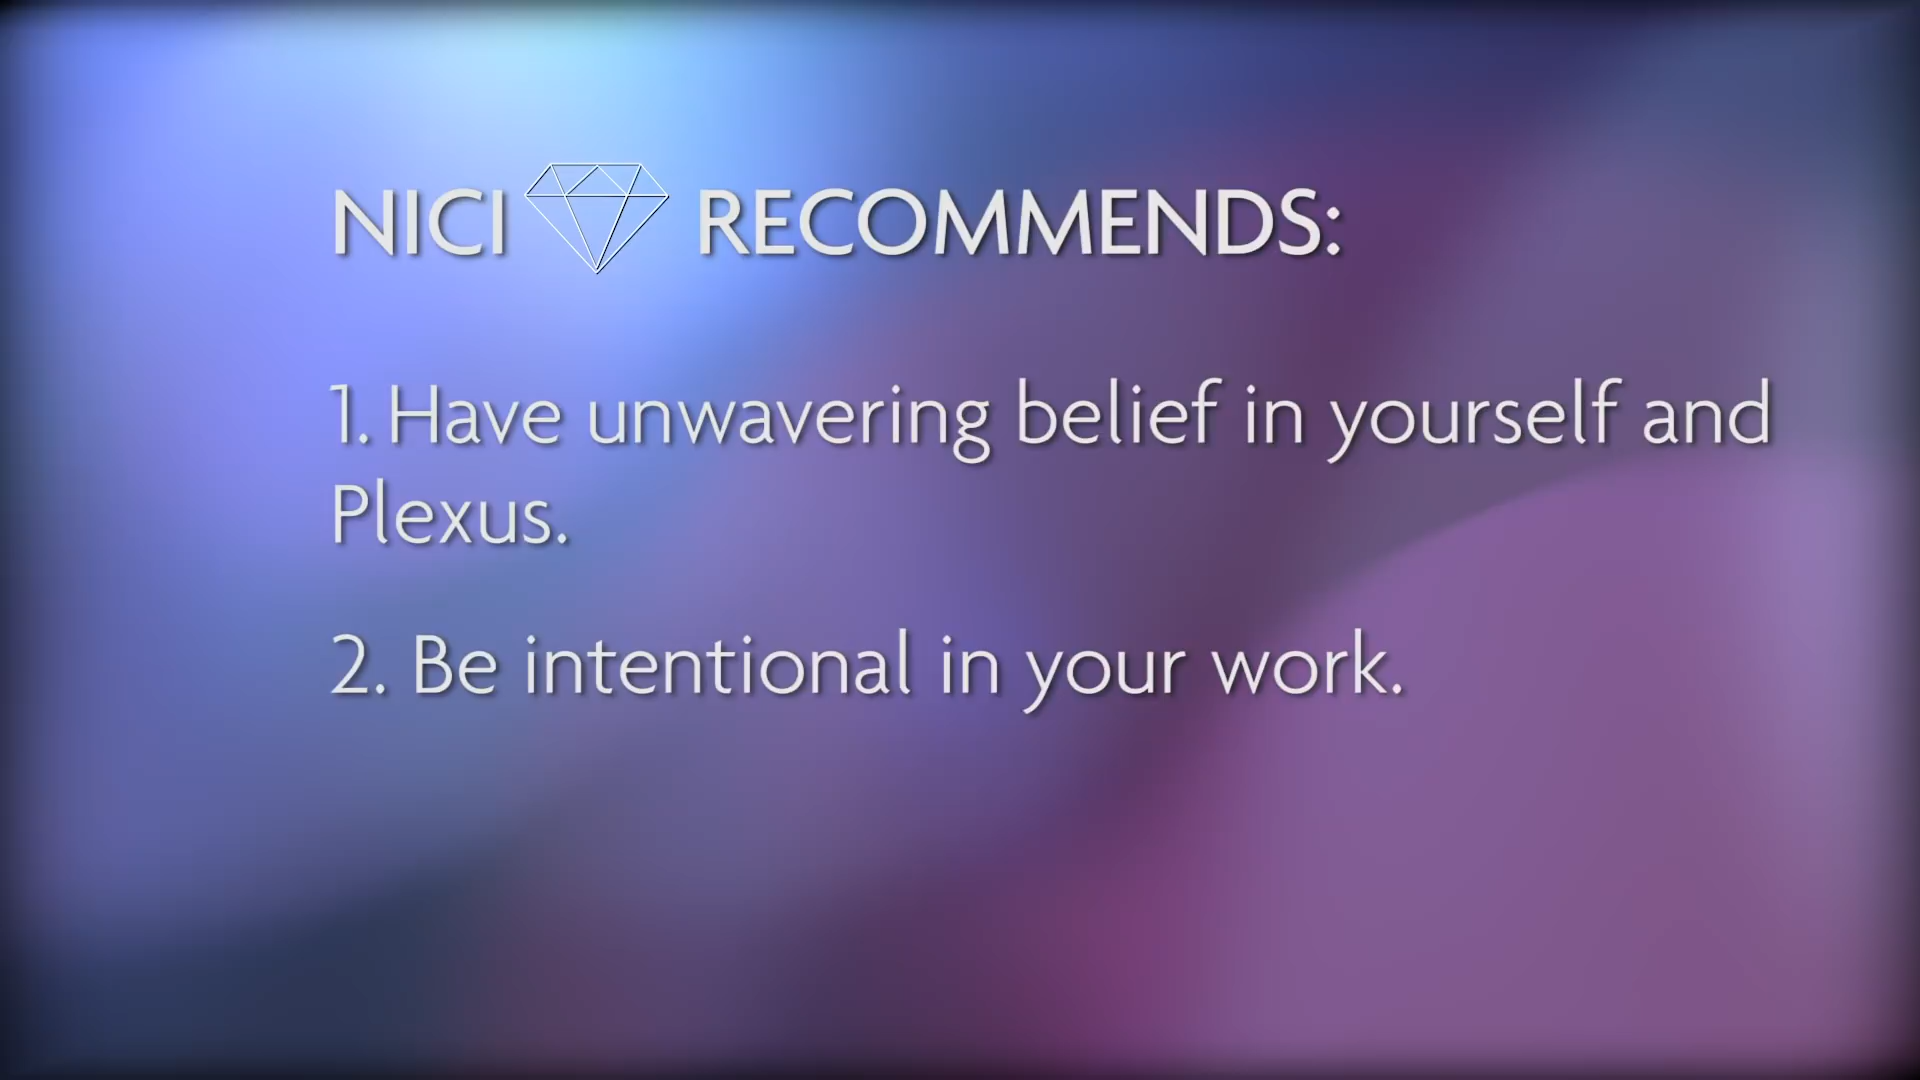 NICI RECOMMENDS:
1. Have unwavering belief in yourself and
Plexus.
2. Be intentional in your work.